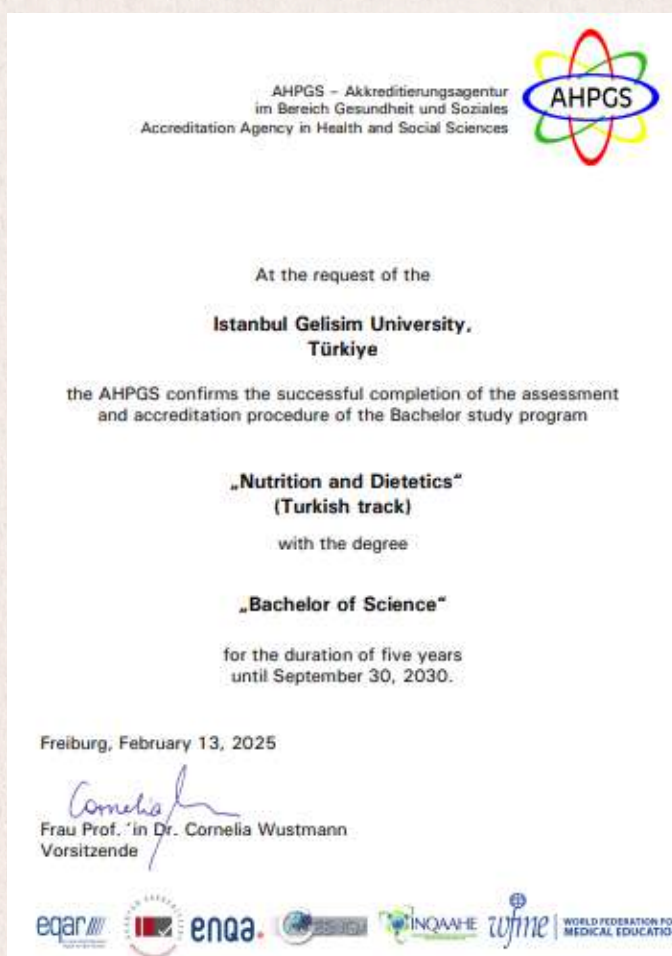 AHPGS – Akkreditierungsagentur
im Bereich Gesundheit und Soziales
Accreditation Agency in Health and Social Sciences
AHPGS
At the request of the
Istanbul Gelisim University,
Türkiye
the AHPGS confirms the successful completion of the assessment
and accreditation procedure of the Bachelor study program
„Nutrition and Dietetics“
(Turkish track)
with the degree
„Bachelor of Science“
for the duration of five years
until September 30, 2030.
Freiburg, February 13, 2025
Cornelia
Frau Prof. ´in Dr. Cornelia Wustmann
Vorsitzende
eqar
enqa.
INQAAHE
wfme
WORLD FEDERATION FO
MEDICAL EDUCATIO